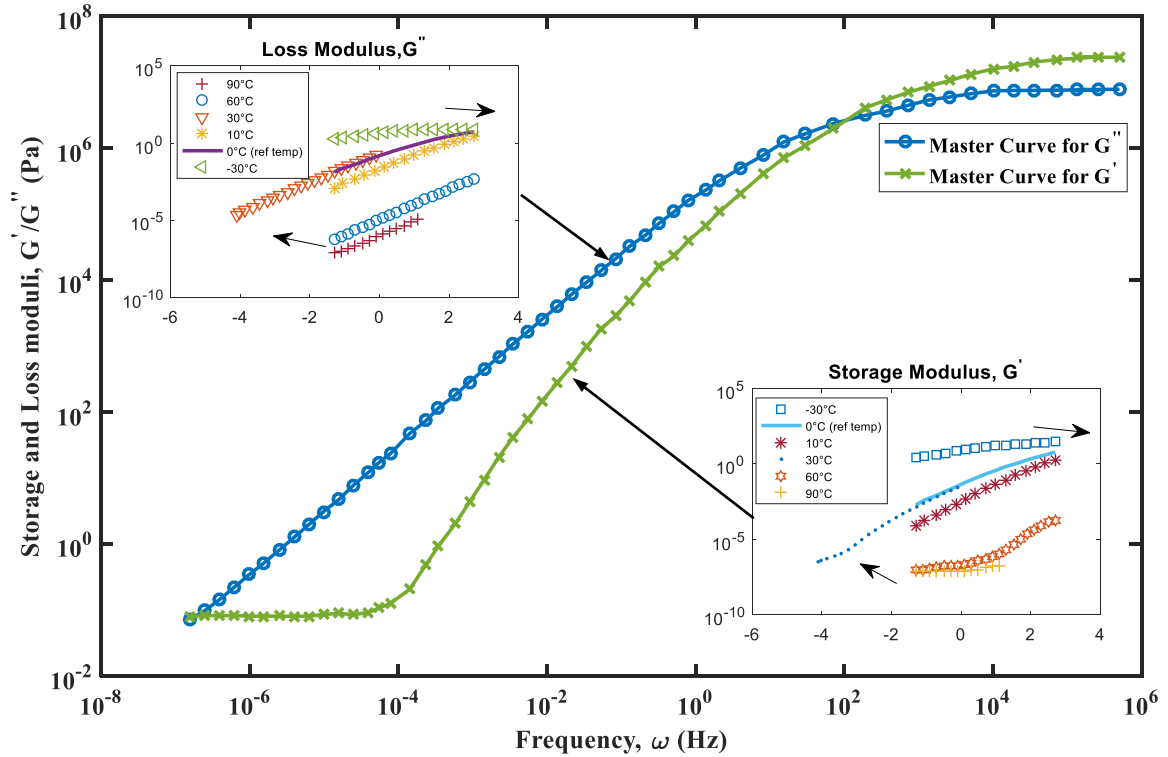 10^8
10^6
10^4
10^2
10^0
10^-2
Storage and Loss moduli, G'/G'' (Pa)
10^-8
10^-6
10^-4
10^-2
10^0
10^2
10^4
10^6
Frequency, ω (Hz)
Loss Modulus,G"
10^5
10^0
10^-5
10^-10
-6
-4
-2
0
2
4
90°C
60°C
30°C
10°C
0°C (ref temp)
-30°C
Master Curve for G''
Master Curve for G'
Storage Modulus, G'
10^5
10^0
10^-5
10^-10
-6
-4
-2
0
2
4
-30°C
0°C (ref temp)
10°C
30°C
60°C
90°C